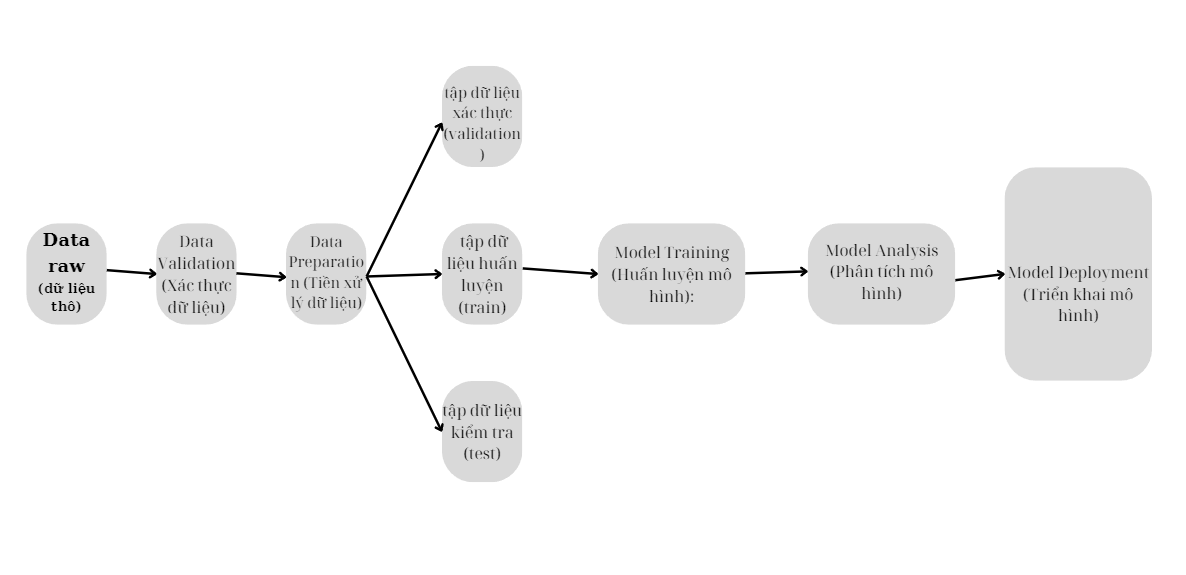 Data
raw
(dữ liệu
thô)
Data
Validation
(Xác thực
dữ liệu)
Data
Preparatio
n (Tiền xử
lý dữ liệu)
tập dữ liệu
xác thực
(validation
)
tập dữ
liệu huấn
luyện
(train)
tập dữ liệu
kiểm tra
(test)
Model Training
(Huấn luyện mô
hình):
Model Analysis
(Phân tích mô
hình)
Model Deployment
(Triển khai mô
hình)